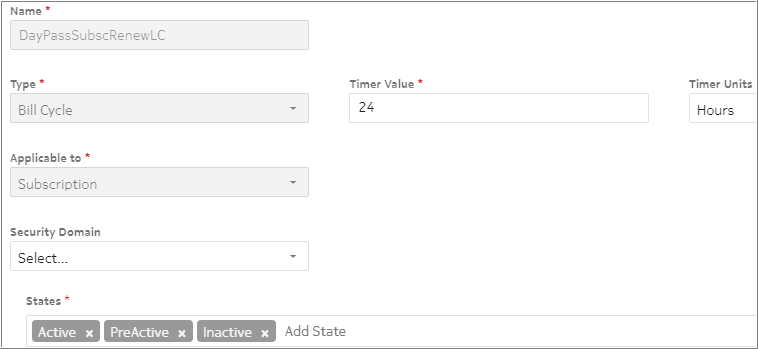 Name *
DayPassSubscRenewLC
Type *
Timer Value *
Timer Units
Bill Cycle
24
Hours
Applicable to *
Subscription
Security Domain
Select...
States *
Active × PreActive × Inactive × Add State